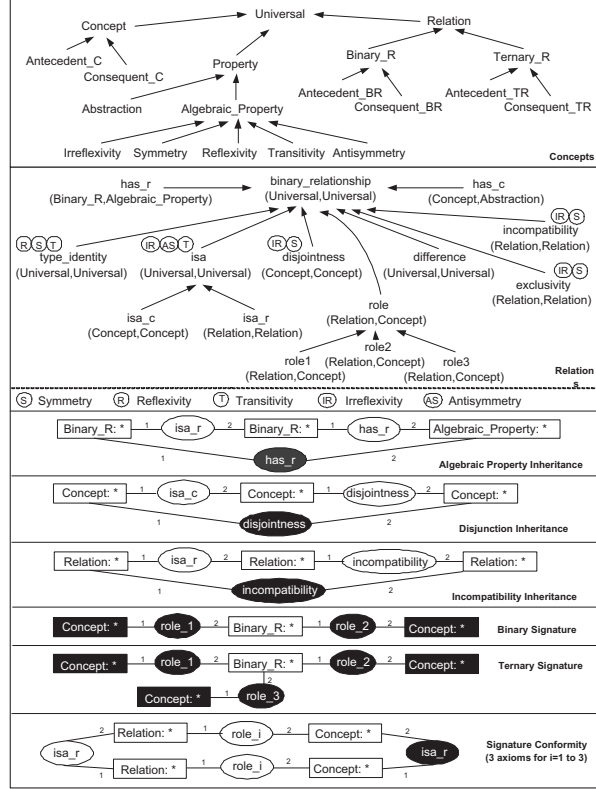 Universal
Concept
Relation
Antecedent_C
Consequent_C
Property
Binary_R
Ternary_R
Abstraction
Algebraic_Property
Antecedent_BR
Consequent_BR
Antecedent_TR
Consequent_TR
Irreflexivity Symmetry Reflexivity Transitivity Antisymmetry
Concepts
has_r
(Binary_R,Algebraic_Property)
binary_relationship
(Universal,Universal)
has_c
(Concept,Abstraction)
IR S
incompatibility
(Relation,Relation)
R S T
type_identity
(Universal,Universal)
IR AS T
isa
(Universal,Universal)
IR S
disjointness
(Concept,Concept)
difference
(Universal,Universal)
IR S
exclusivity
(Relation,Relation)
isa_c
(Concept,Concept)
isa_r
(Relation,Relation)
role
(Relation,Concept)
role1
(Relation,Concept)
role2
(Relation,Concept)
role3
(Relation,Concept)
Relation
s
S Symmetry R Reflexivity T Transitivity IR Irreflexivity AS Antisymmetry
Binary_R: * 1 isa_r 2 Binary_R: * 1 has_r 2 Algebraic_Property: *
1 has_r 2
Algebraic Property Inheritance
Concept: * 1 isa_c 2 Concept: * 1 disjointness 2 Concept: *
1 disjointness 2
Disjunction Inheritance
Relation: * 1 isa_r 2 Relation: * 1 incompatibility 2 Relation: *
1 incompatibility 2
Incompatibility Inheritance
Concept: * 1 role_1 2 Binary_R: * 1 role_2 2 Concept: * Binary Signature
Concept: * 1 role_1 2 Binary_R: * 1 role_2 2 Concept: * Ternary Signature
2
Concept: * 1 role_3
2 Relation: * 1 role_i 2 Concept: * 2
isa_r isa_r
1 Relation: * 1 role_i 2 Concept: * 1
Signature Conformity
(3 axioms for i=1 to 3)